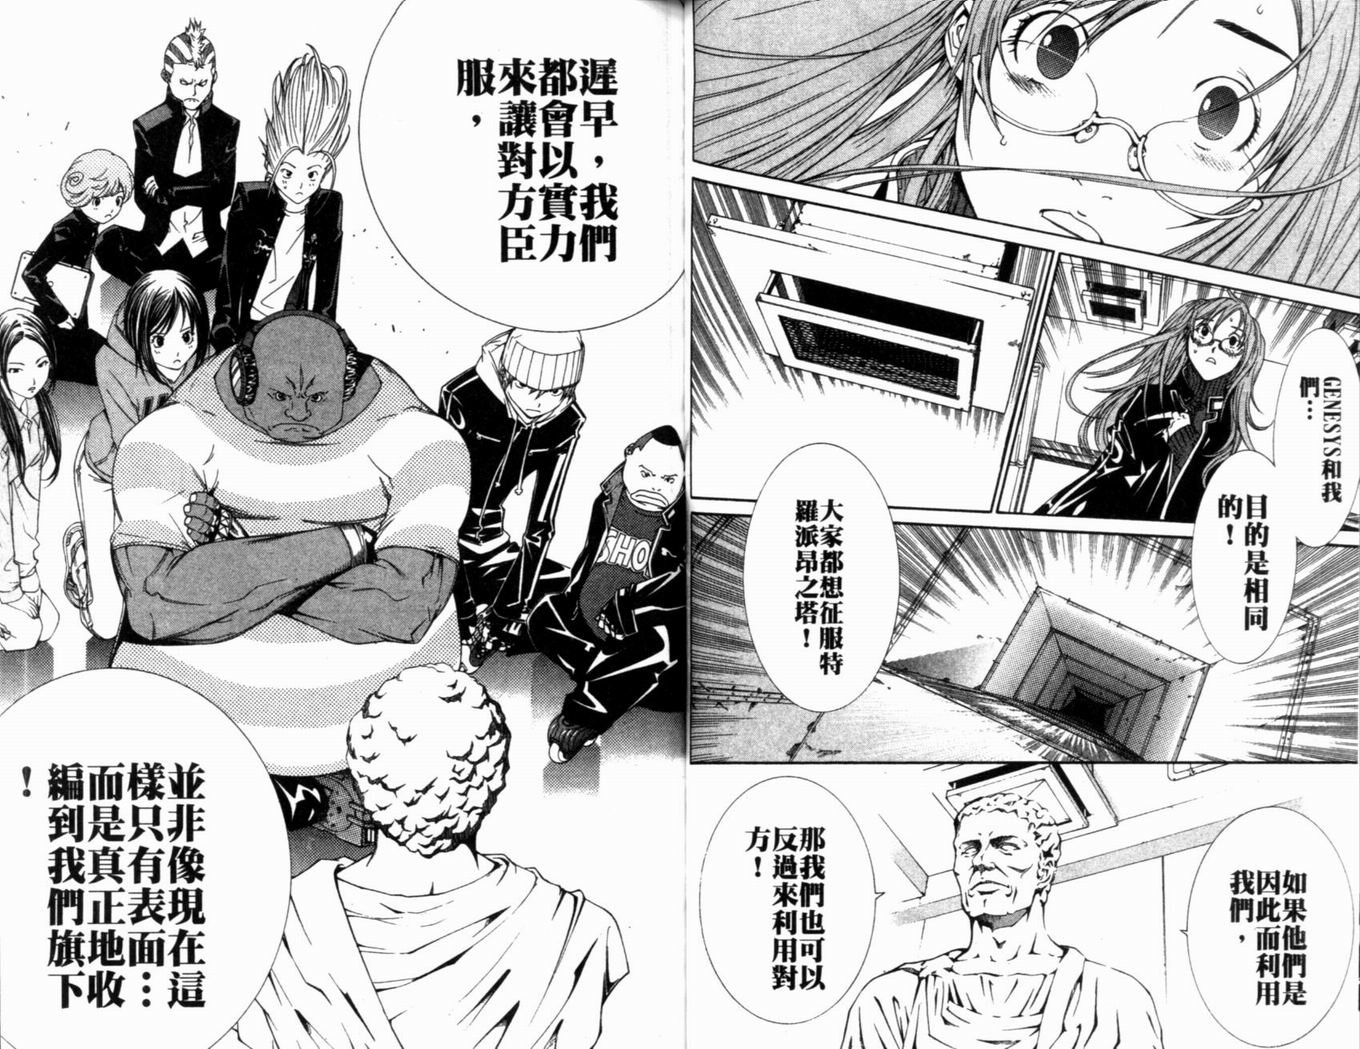 GENESYS和我
們…
目的是相同
的！
大家都想征服特
羅派昂之塔！
如果他們是
因此而利用
我們，
那我們也可以
反過來利用對
方！
遲早，我們
都會以實力
來讓對方臣
服，
SHO
並非像現在這
樣只有表面…
而是真正地收
編到我們旗下
！